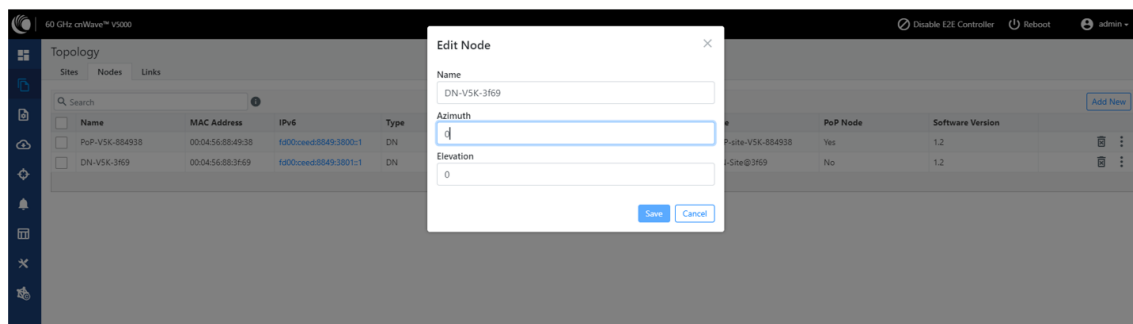 60 GHz cnWave™ V5000
Disable E2E Controller
Reboot
admin
Topology
Sites Nodes Links
Edit Node
Name
DN-V5K-3f69
Azimuth
0
Elevation
0
Save Cancel
Search
Add New
Name MAC Address IPv6 Type PoP Node Software Version
PoP-V5K-884938 00:04:56:88:49:38 fd00:ceed:8849:3800::1 DN P-site-V5K-884938 Yes 1.2
DN-V5K-3f69 00:04:56:88:3f:69 fd00:ceed:8849:3801::1 DN -Site@3f69 No 1.2